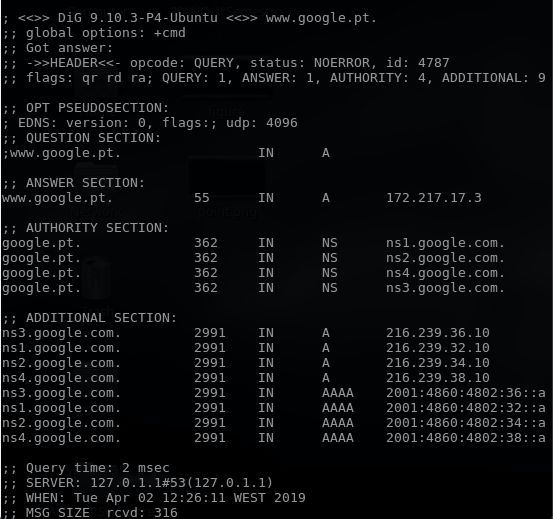 ; <<>> DiG 9.10.3-P4-Ubuntu <<>> www.google.pt.
;; global options: +cmd
;; Got answer:
;; ->>HEADER<<- opcode: QUERY, status: NOERROR, id: 4787
;; flags: qr rd ra; QUERY: 1, ANSWER: 1, AUTHORITY: 4, ADDITIONAL: 9

;; OPT PSEUDOSECTION:
; EDNS: version: 0, flags:; udp: 4096
;; QUESTION SECTION:
;www.google.pt. IN A

;; ANSWER SECTION:
www.google.pt. 55 IN A 172.217.17.3

;; AUTHORITY SECTION:
google.pt. 362 IN NS ns1.google.com.
google.pt. 362 IN NS ns2.google.com.
google.pt. 362 IN NS ns4.google.com.
google.pt. 362 IN NS ns3.google.com.

;; ADDITIONAL SECTION:
ns3.google.com. 2991 IN A 216.239.36.10
ns1.google.com. 2991 IN A 216.239.32.10
ns2.google.com. 2991 IN A 216.239.34.10
ns4.google.com. 2991 IN A 216.239.38.10
ns3.google.com. 2991 IN AAAA 2001:4860:4802:36::a
ns1.google.com. 2991 IN AAAA 2001:4860:4802:32::a
ns2.google.com. 2991 IN AAAA 2001:4860:4802:34::a
ns4.google.com. 2991 IN AAAA 2001:4860:4802:38::a

;; Query time: 2 msec
;; SERVER: 127.0.1.1#53(127.0.1.1)
;; WHEN: Tue Apr 02 12:26:11 WEST 2019
;; MSG SIZE rcvd: 316